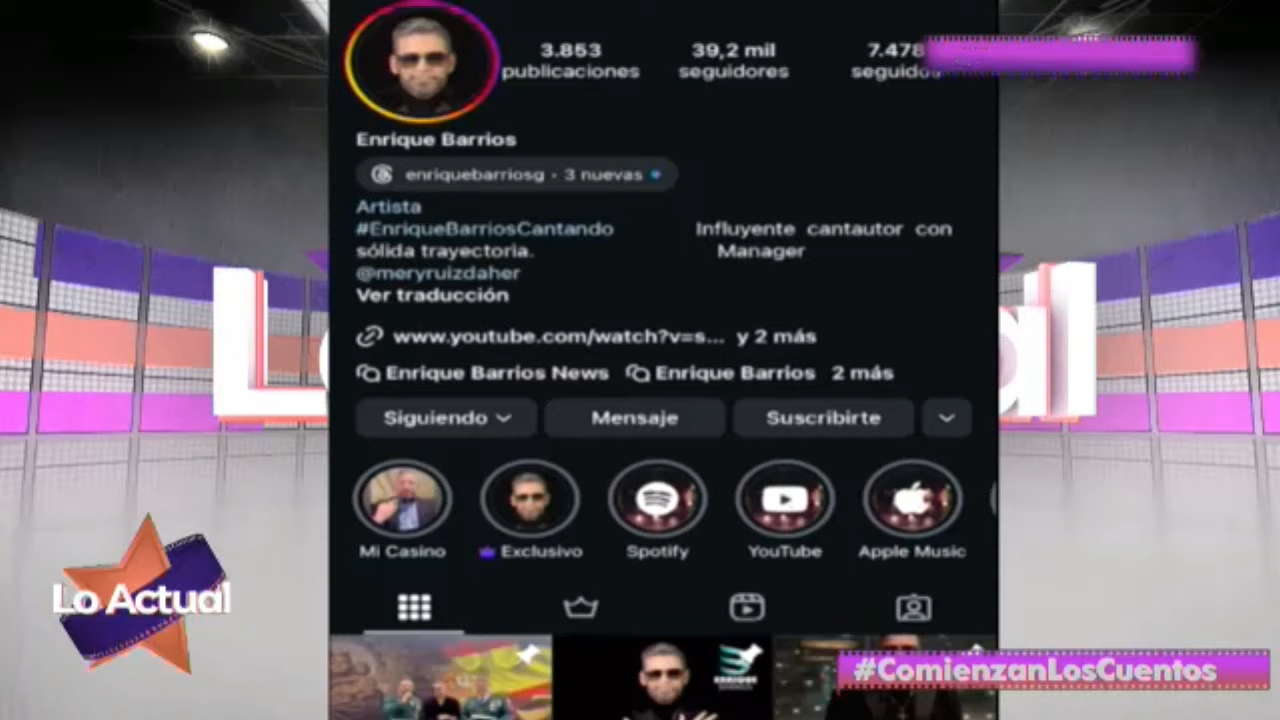 3.853 39,2 mil 7.478
publicaciones seguidores seguidos
Enrique Barrios
enriquebarriosg · 3 nuevas
Artista
#EnriqueBarriosCantando Influyente cantautor con
sólida trayectoria. Manager
@meryruizdaher
Ver traducción
www.youtube.com/watch?v=s... y 2 más
Enrique Barrios News Enrique Barrios 2 más
Siguiendo Mensaje Suscribirte
Mi Casino Exclusivo Spotify YouTube Apple Music
Lo Actual
ENRIQUE
#ComienzanLosCuentos